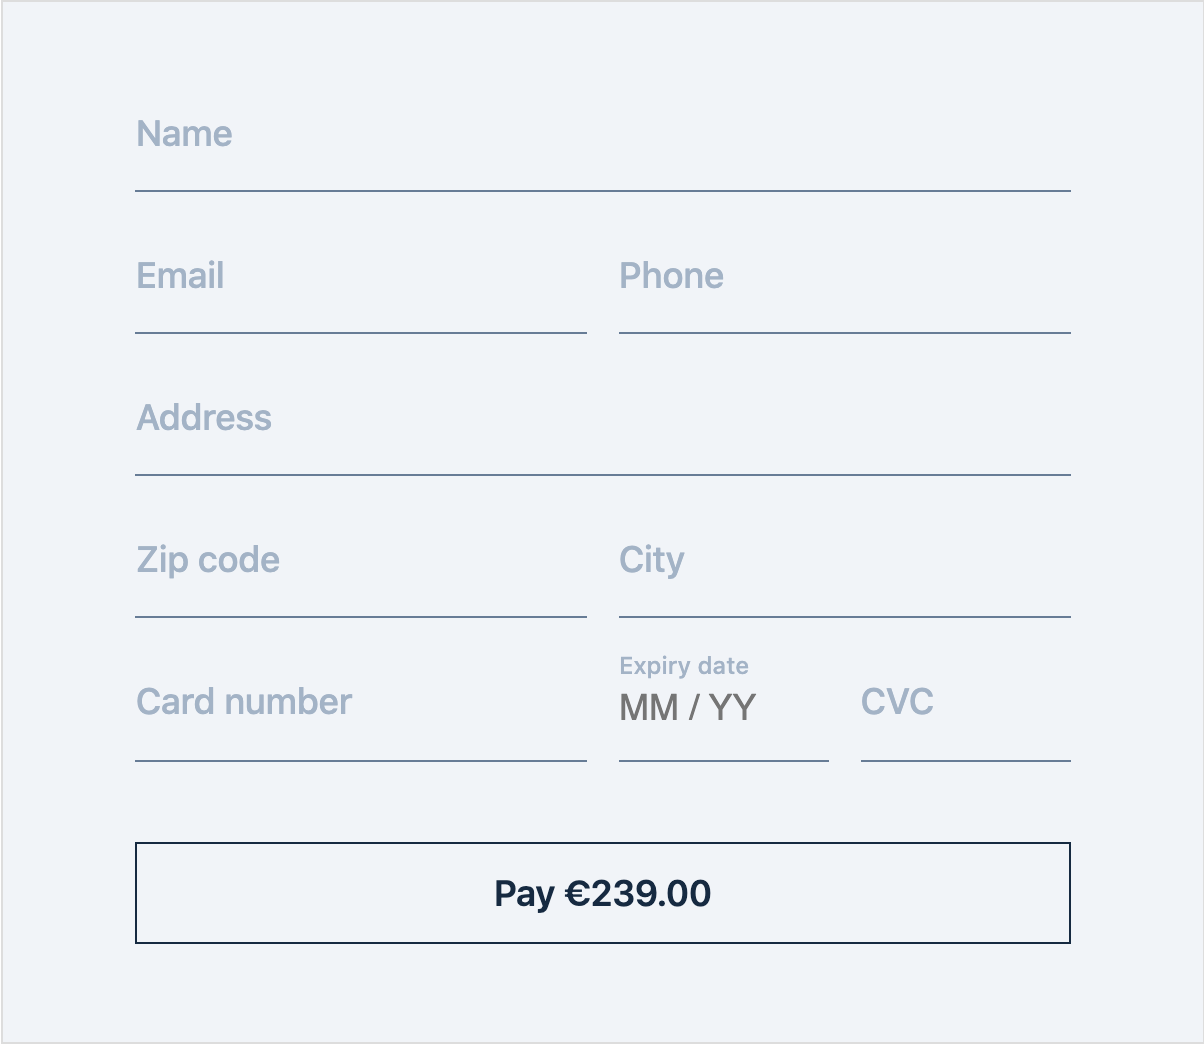 Name
Email Phone
Address
Zip code City
Expiry date
Card number MM / YY CVC
Pay €239.00